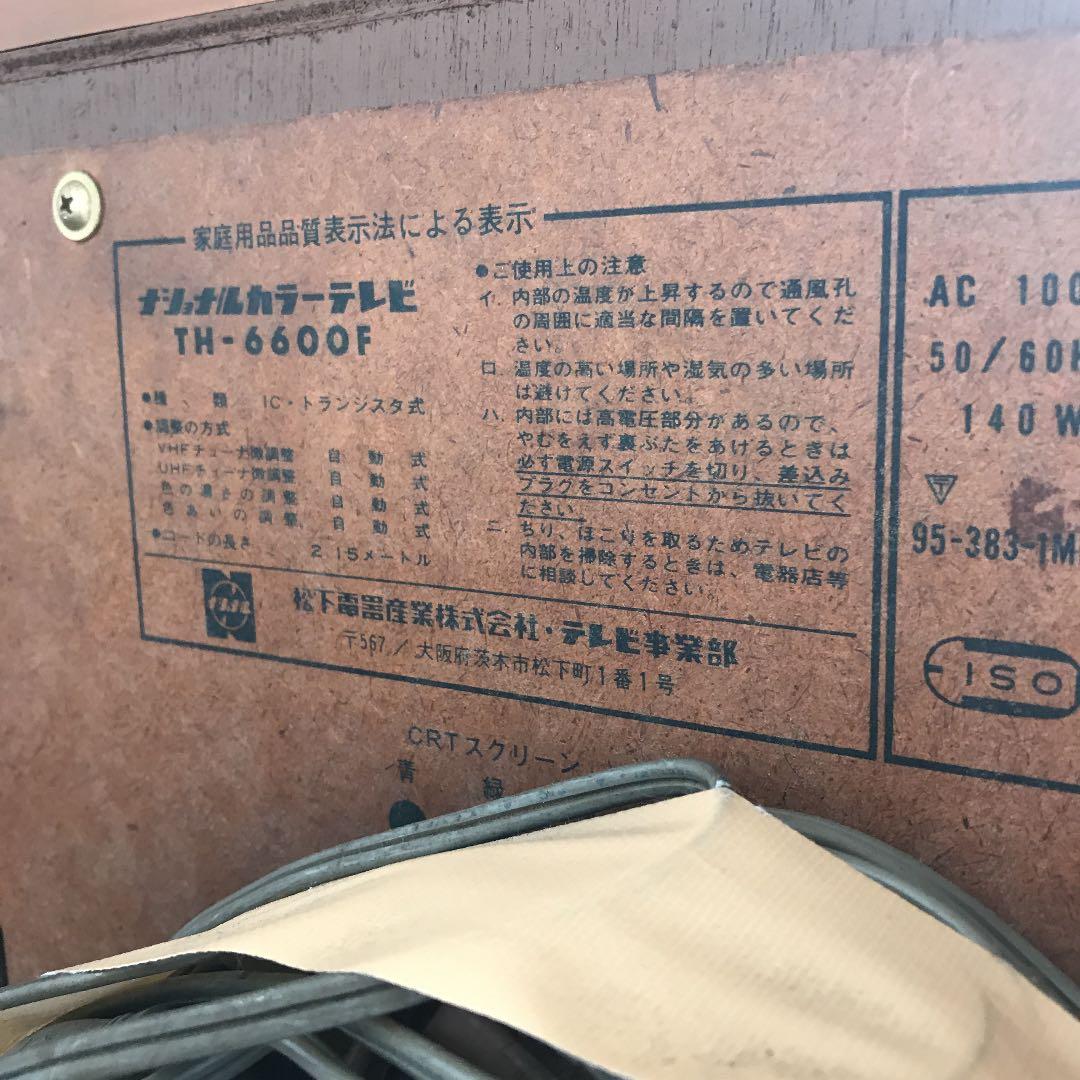 家庭用品品質表示法による表示
ナショナルカラーテレビ
TH-6600F
●種類 IC・トランジスタ式
●調整の方式
VHFチューナ微調整 自動式
UHFチューナ微調整 自動式
色の濃さの調整 自動式
色あいの調整 自動式
●コードの長さ 2.15メートル
●ご使用上の注意
イ. 内部の温度が上昇するので通風孔
の周囲に適当な間隔を置いてくだ
さい。
ロ. 温度の高い場所や湿気の多い場所
は避けてください。
ハ. 内部には高電圧部分があるので、
やむをえず裏ぶたをあけるときは
必ず電源スイッチを切り、差込み
プラグをコンセントから抜いてく
ださい。
ニ. ちり、ほこりを取るためテレビの
内部を掃除するときは、電器店等
に相談してください。
ナショナル
松下電器産業株式会社・テレビ事業部
〒567/大阪府茨木市松下町1番1号
AC 100
50/60H
140W
〒
95-383-1M
ISO
CRTスクリーン
青 緑